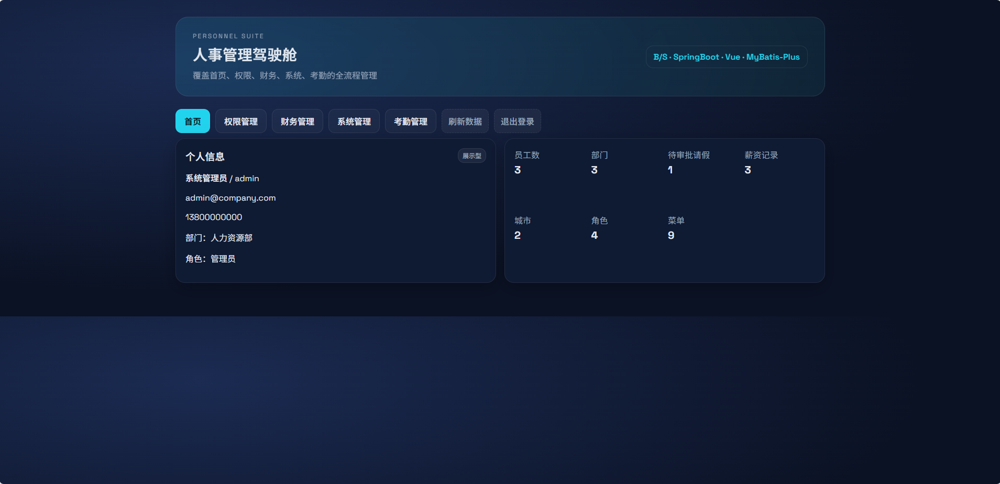 PERSONNEL SUITE
人事管理驾驶舱
覆盖首页、权限、财务、系统、考勤的全流程管理
B/S · SpringBoot · Vue · MyBatis-Plus
首页 权限管理 财务管理 系统管理 考勤管理 刷新数据 退出登录
个人信息 展示型
系统管理员 / admin
admin@company.com
13800000000
部门：人力资源部
角色：管理员
员工数 部门 待审批请假 薪资记录
3 3 1 3
城市 角色 菜单
2 4 9